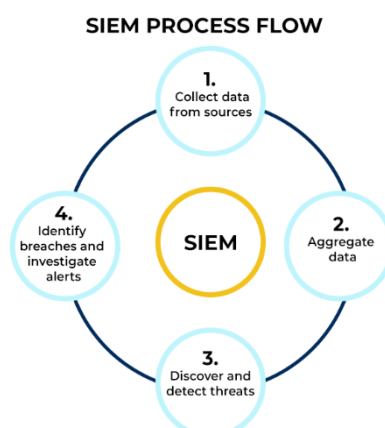 SIEM PROCESS FLOW
1.
Collect data
from sources
2.
Aggregate
data
3.
Discover and
detect threats
4.
Identify
breaches and
investigate
alerts
SIEM